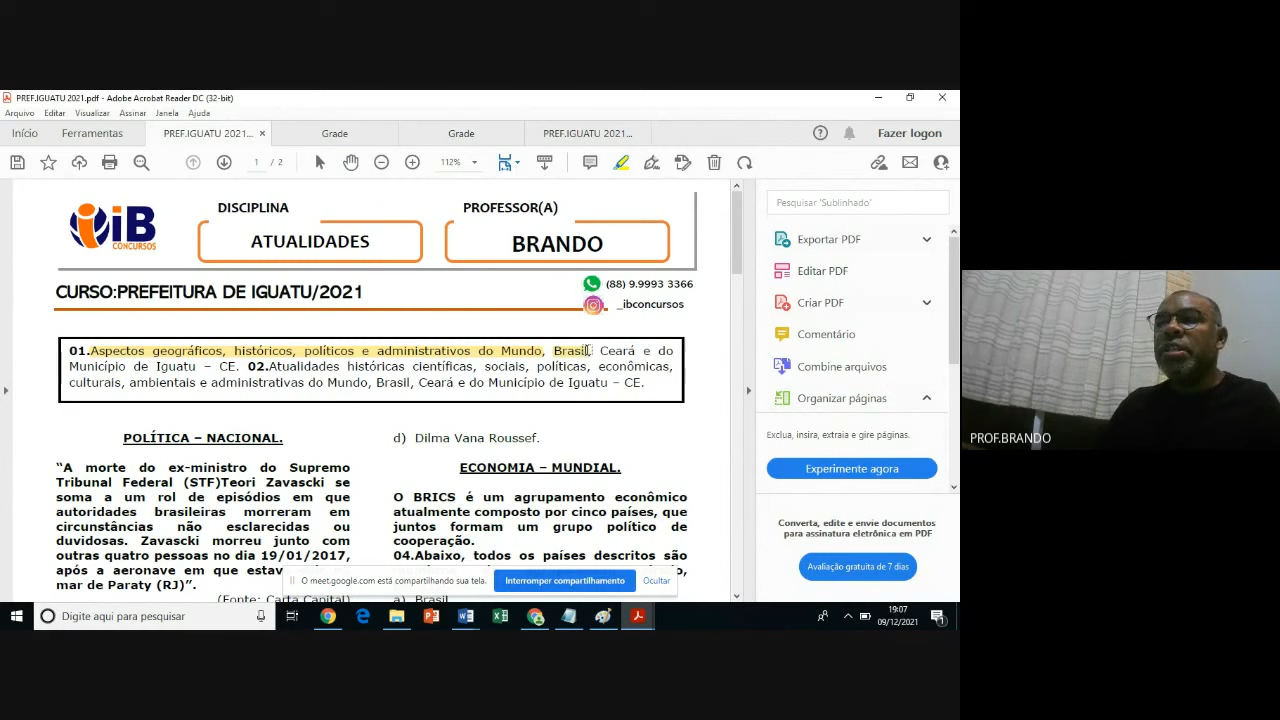 PREF.IGUATU 2021.pdf - Adobe Acrobat Reader DC (32-bit)
Arquivo Editar Visualizar Assinar Janela Ajuda
Início Ferramentas PREF.IGUATU 2021... × Grade Grade PREF.IGUATU 2021... Fazer logon
1 / 2 112%
iB
CONCURSOS
DISCIPLINA
ATUALIDADES
PROFESSOR(A)
BRANDO
CURSO:PREFEITURA DE IGUATU/2021
(88) 9.9993 3366
_ibconcursos
01.Aspectos geográficos, históricos, políticos e administrativos do Mundo, Brasil, Ceará e do
Município de Iguatu – CE. 02.Atualidades históricas científicas, sociais, políticas, econômicas,
culturais, ambientais e administrativas do Mundo, Brasil, Ceará e do Município de Iguatu – CE.
POLÍTICA – NACIONAL.
“A morte do ex-ministro do Supremo
Tribunal Federal (STF)Teori Zavascki se
soma a um rol de episódios em que
autoridades brasileiras morreram em
circunstâncias não esclarecidas ou
duvidosas. Zavascki morreu junto com
outras quatro pessoas no dia 19/01/2017,
após a aeronave em que estav
mar de Paraty (RJ)”.
(Fonte: Carta Capital)
d) Dilma Vana Roussef.
ECONOMIA – MUNDIAL.
O BRICS é um agrupamento econômico
atualmente composto por cinco países, que
juntos formam um grupo político de
cooperação.
04.Abaixo, todos os países descritos são
a) Brasil
O meet.google.com está compartilhando sua tela. Interromper compartilhamento Ocultar
Pesquisar 'Sublinhado'
Exportar PDF
Editar PDF
Criar PDF
Comentário
Combine arquivos
Organizar páginas
Exclua, insira, extraia e gire páginas.
Experimente agora
Converta, edite e envie documentos
para assinatura eletrônica em PDF
Avaliação gratuita de 7 dias
PROF.BRANDO
Digite aqui para pesquisar
19:07
09/12/2021